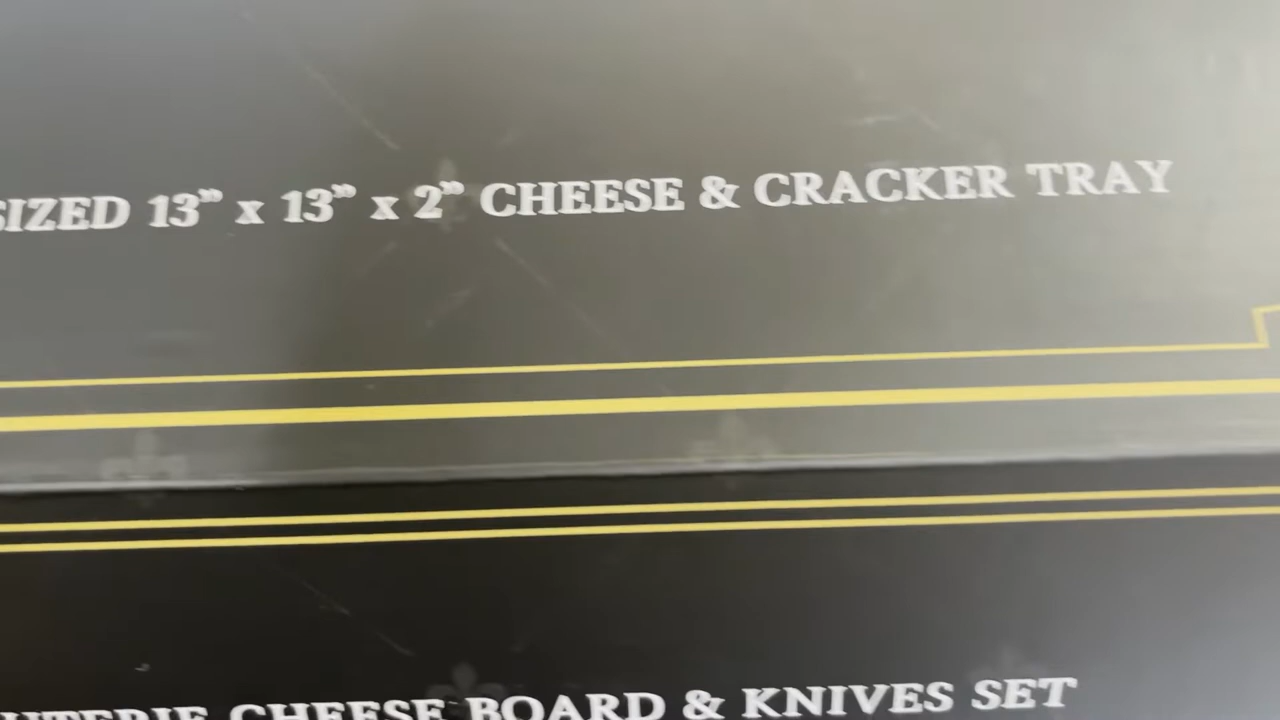 SIZED 13” x 13” x 2” CHEESE & CRACKER TRAY
CHEESE BOARD & KNIVES SET